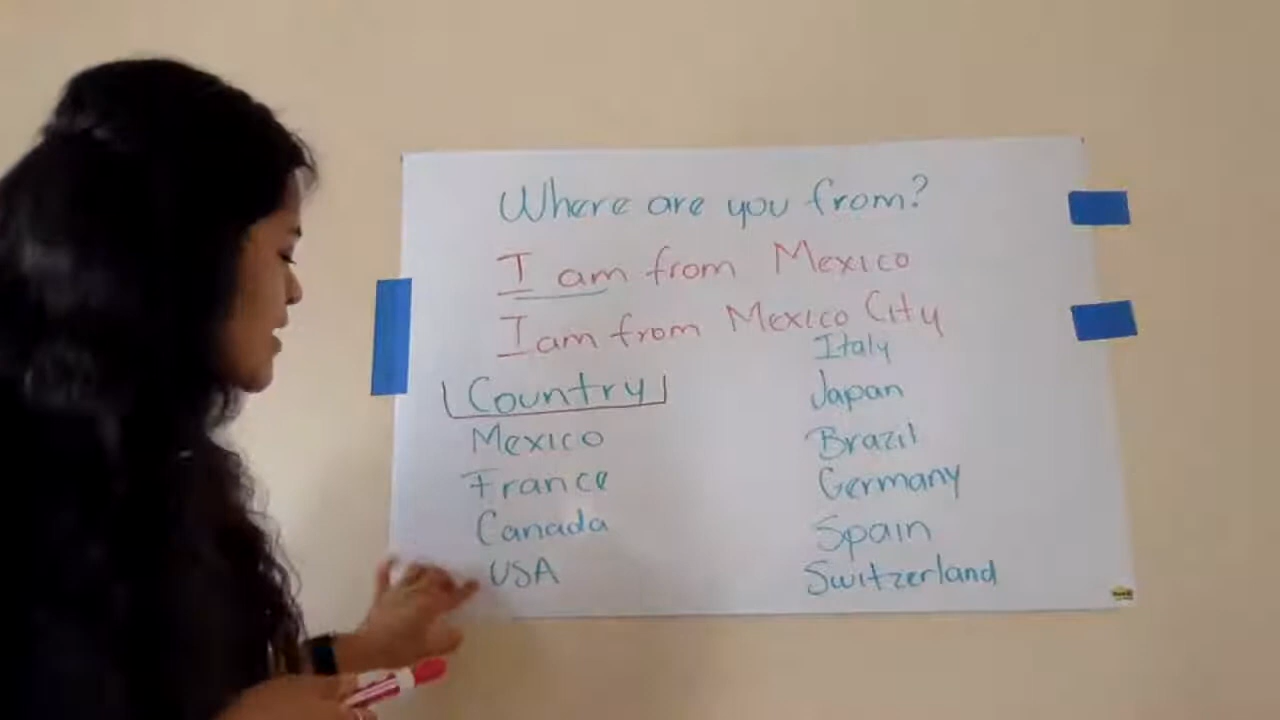 Where are you from?
I am from Mexico
I am from Mexico City
Country
Mexico
France
Canada
USA
Italy
Japan
Brazil
Germany
Spain
Switzerland